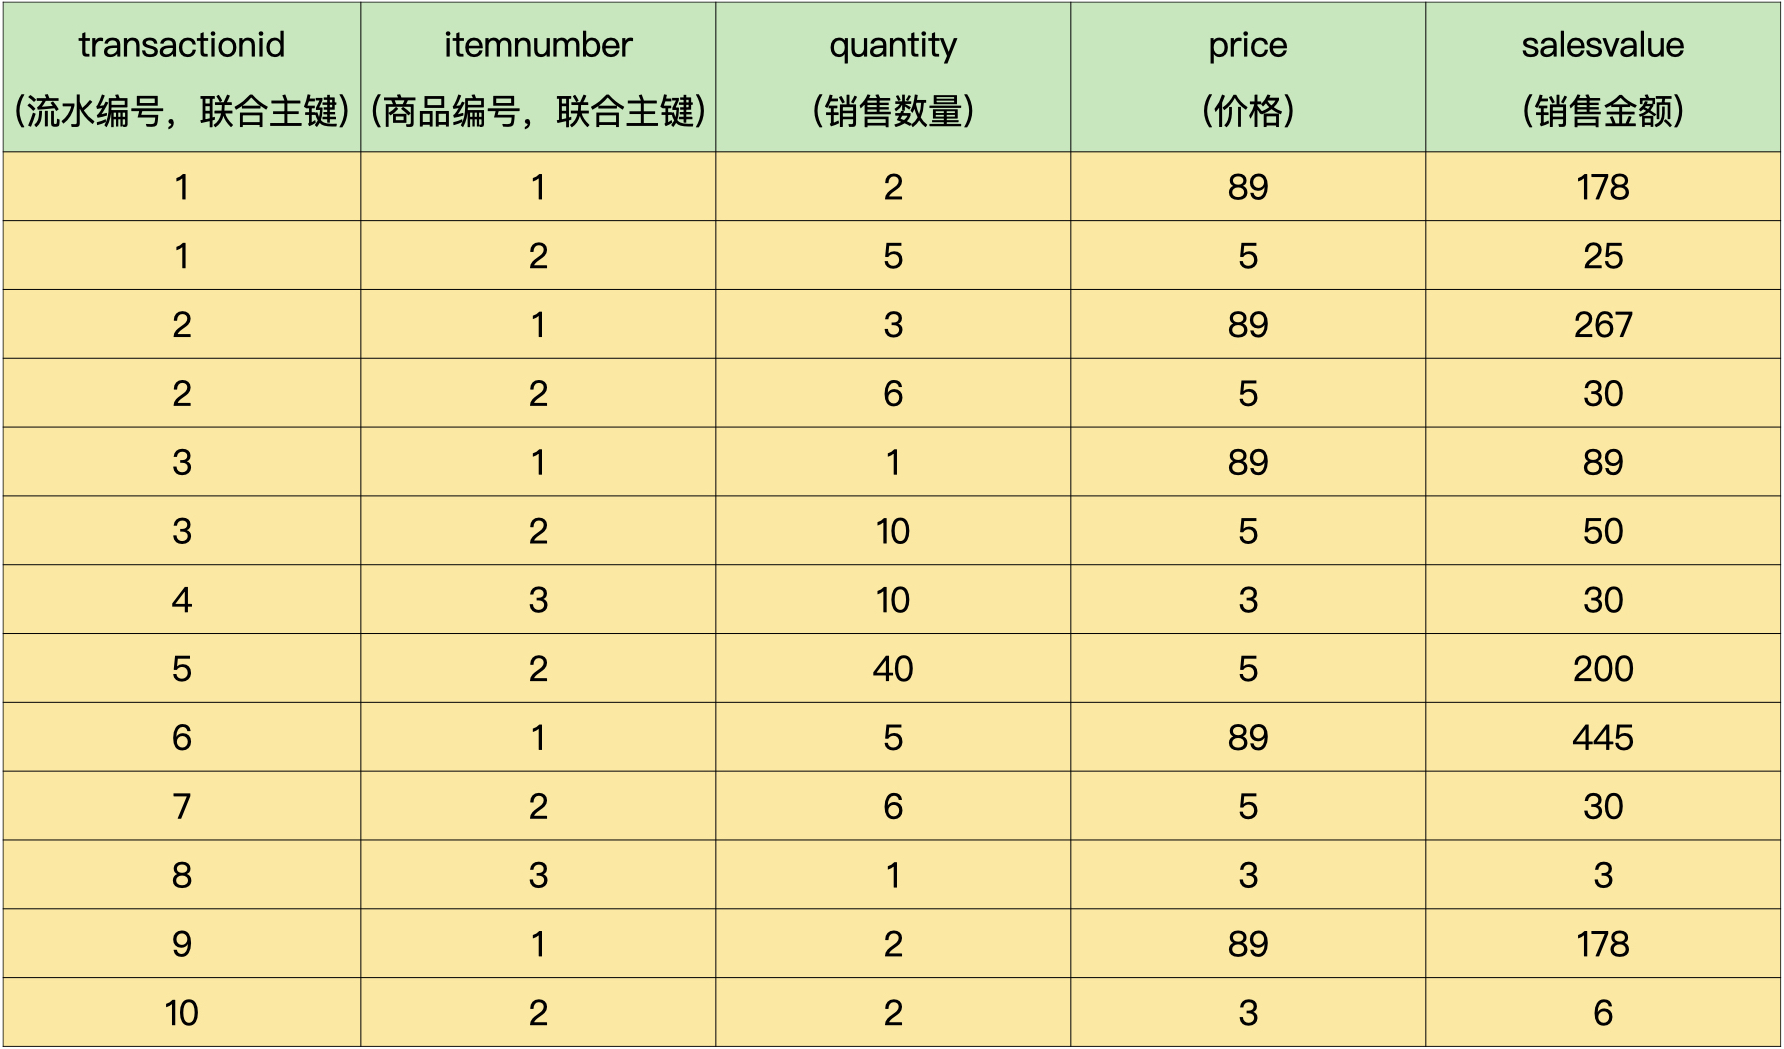 transactionid itemnumber quantity price salesvalue
(流水编号，联合主键) (商品编号，联合主键) (销售数量) (价格) (销售金额)
1 1 2 89 178
1 2 5 5 25
2 1 3 89 267
2 2 6 5 30
3 1 1 89 89
3 2 10 5 50
4 3 10 3 30
5 2 40 5 200
6 1 5 89 445
7 2 6 5 30
8 3 1 3 3
9 1 2 89 178
10 2 2 3 6